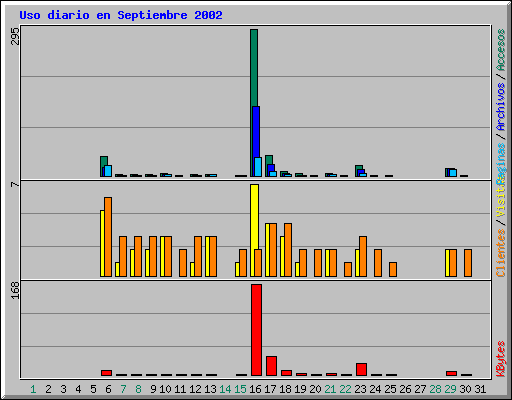 Uso diario en Septiembre 2002
295
7
168
Paginas / Archivos / Accesos
Clientes / Visitas
KBytes
1 2 3 4 5 6 7 8 9 10 11 12 13 14 15 16 17 18 19 20 21 22 23 24 25 26 27 28 29 30 31